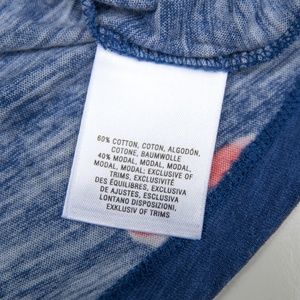 60% COTTON, COTON, ALGODÓN,
COTONE, BAUMWOLLE
40% MODAL, MODAL, MODAL,
MODAL, MODAL; EXCLUSIVE OF
TRIMS, EXCLUSIVITÉ
DES ÉQUILIBRES, EXCLUSIVA
DE AJUSTES, ESCLUSIVA
LONTANO DISPOSIZIONI,
EXKLUSIV OF TRIMS